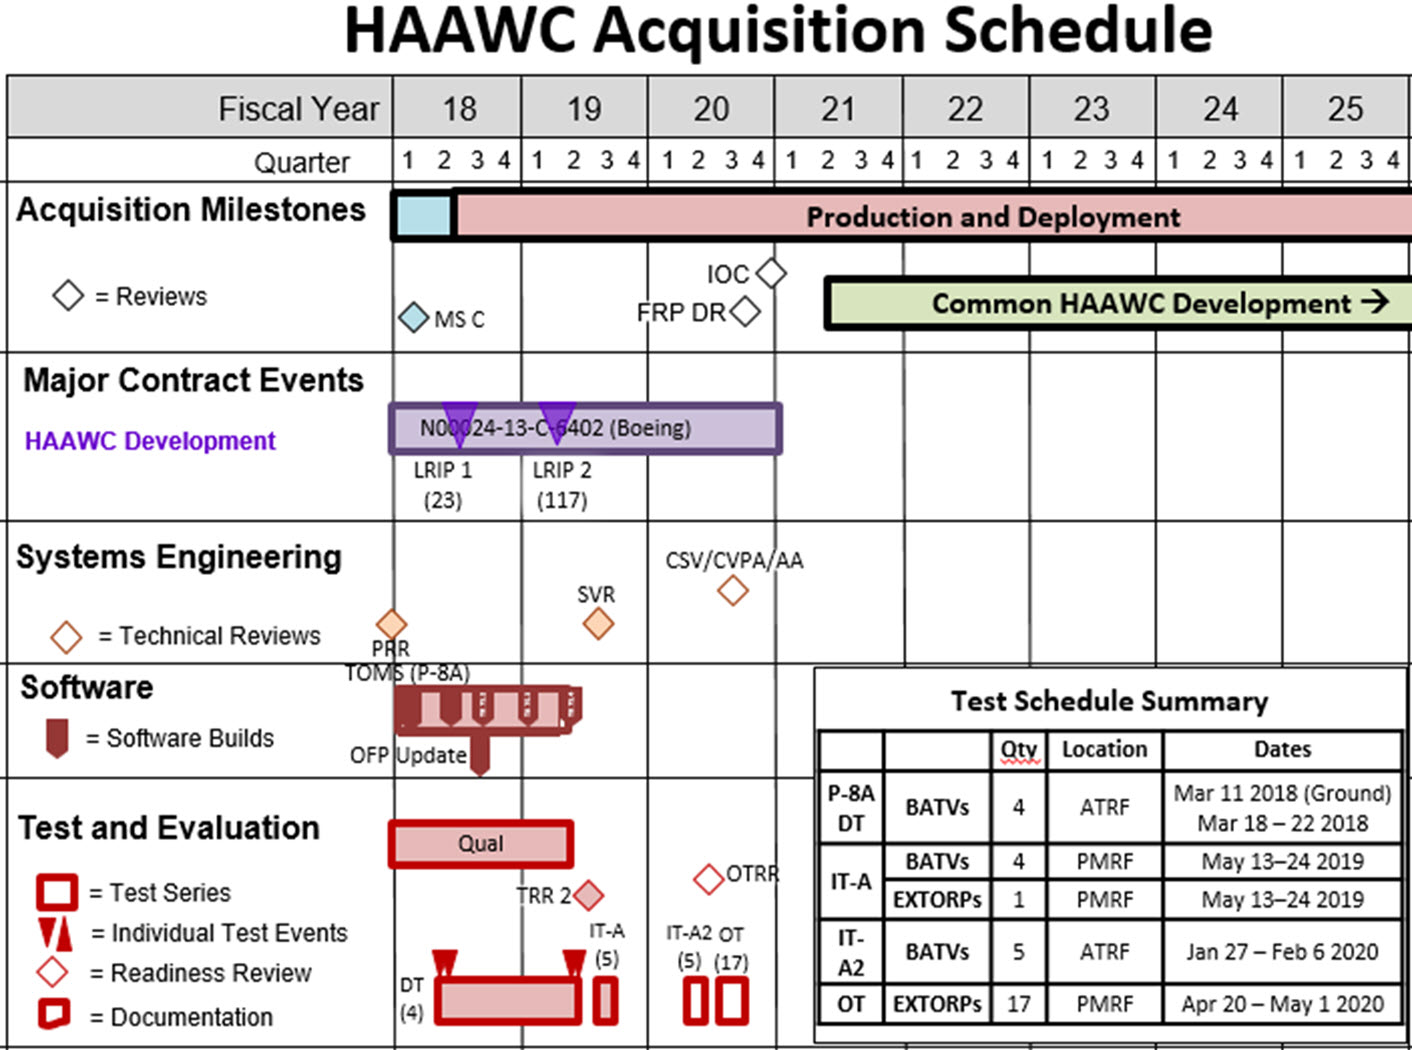 HAAWC Acquisition Schedule
Fiscal Year 18 19 20 21 22 23 24 25
Quarter 1 2 3 4 1 2 3 4 1 2 3 4 1 2 3 4 1 2 3 4 1 2 3 4 1 2 3 4 1 2 3 4
Acquisition Milestones
Production and Deployment
IOC
= Reviews
FRP DR
MS C
Common HAAWC Development →
Major Contract Events
HAAWC Development
N00024-13-C-6402 (Boeing)
LRIP 1
(23)
LRIP 2
(117)
Systems Engineering
CSV/CVPA/AA
SVR
= Technical Reviews
PRR
TOMS (P-8A)
Software
= Software Builds
OFP Update
Test and Evaluation
Qual
= Test Series
TRR 2
OTRR
= Individual Test Events
IT-A
(5)
IT-A2
(5)
OT
(17)
= Readiness Review
DT
(4)
= Documentation
Test Schedule Summary
Qty Location Dates
P-8A
DT
BATVs 4 ATRF
Mar 11 2018 (Ground)
Mar 18 – 22 2018
IT-A
BATVs 4 PMRF May 13–24 2019
EXTORPs 1 PMRF May 13–24 2019
IT-
A2
BATVs 5 ATRF Jan 27 – Feb 6 2020
OT EXTORPs 17 PMRF Apr 20 – May 1 2020